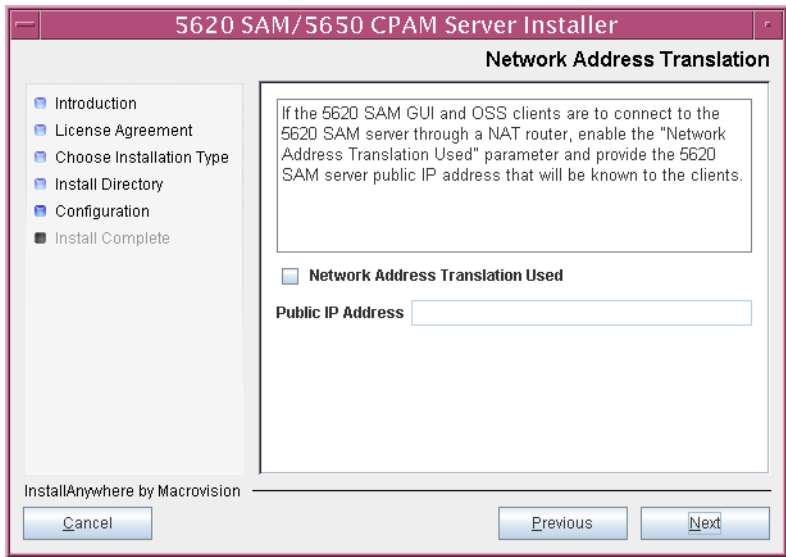 5620 SAM/5650 CPAM Server Installer
Network Address Translation
Introduction
License Agreement
Choose Installation Type
Install Directory
Configuration
Install Complete
If the 5620 SAM GUI and OSS clients are to connect to the
5620 SAM server through a NAT router, enable the "Network
Address Translation Used" parameter and provide the 5620
SAM server public IP address that will be known to the clients.
Network Address Translation Used
Public IP Address
InstallAnywhere by Macrovision
Cancel
Previous
Next